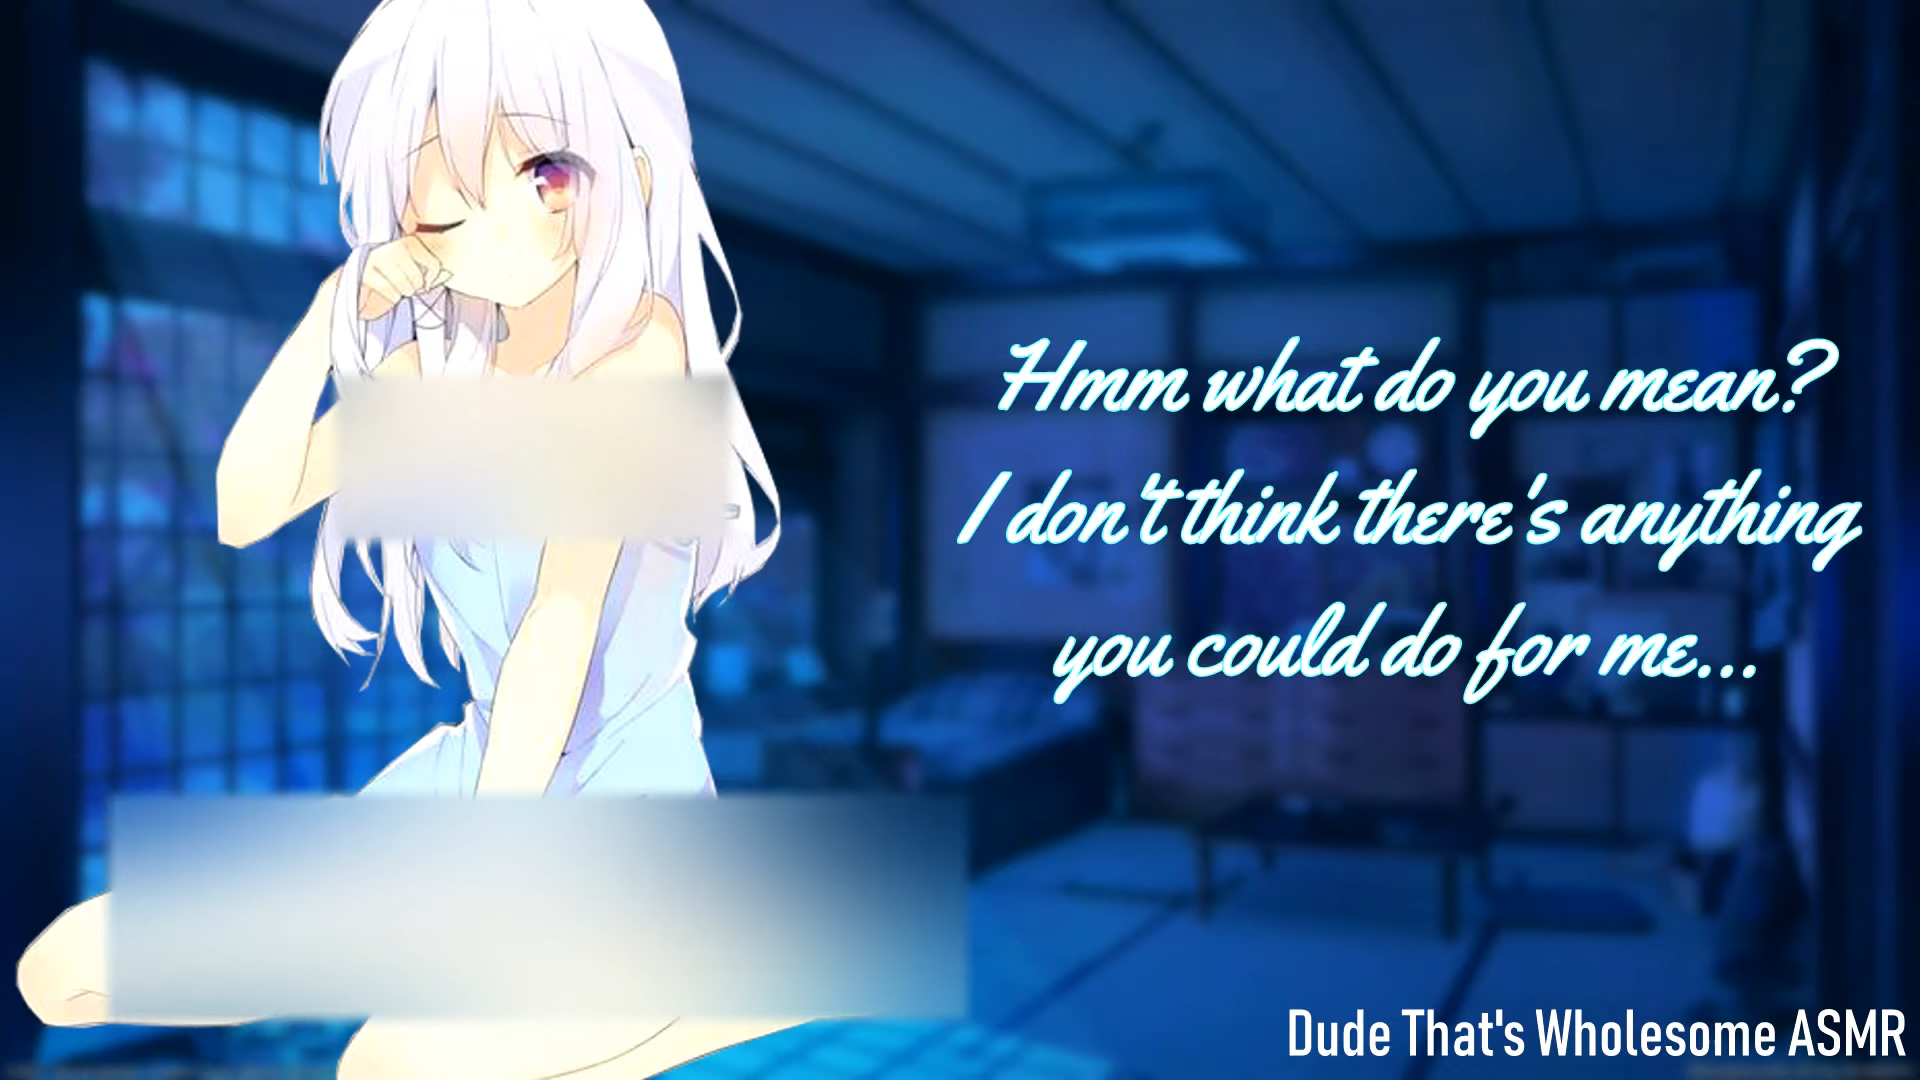 Hmm what do you mean?
I don't think there's anything
you could do for me...
Dude That's Wholesome ASMR